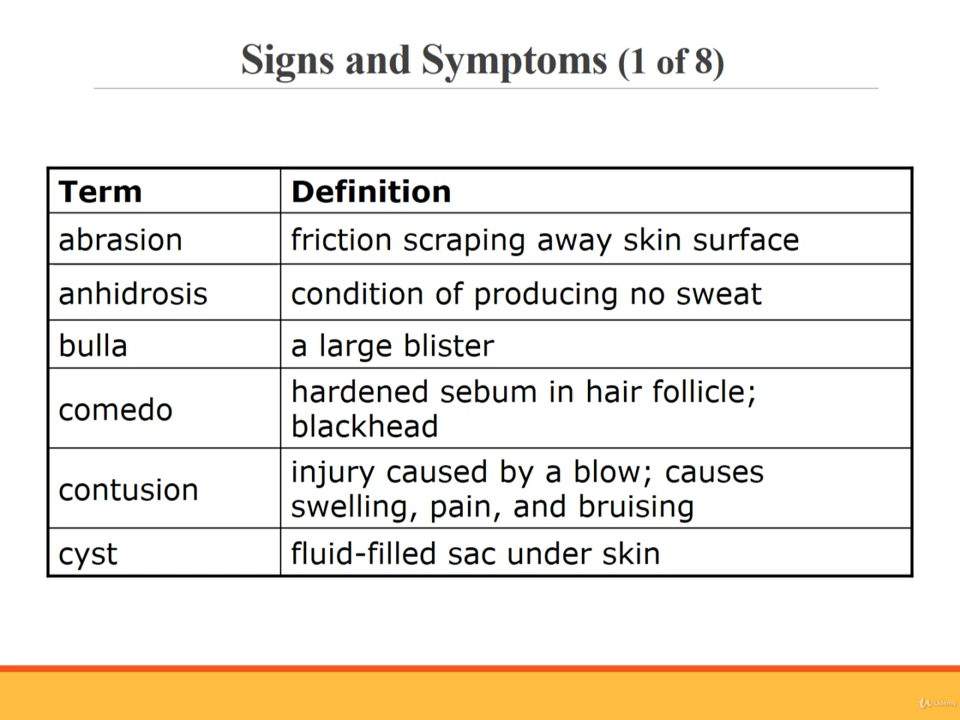 Signs and Symptoms (1 of 8)
Term Definition
abrasion friction scraping away skin surface
anhidrosis condition of producing no sweat
bulla a large blister
comedo hardened sebum in hair follicle;
blackhead
contusion injury caused by a blow; causes
swelling, pain, and bruising
cyst fluid-filled sac under skin
Udemy